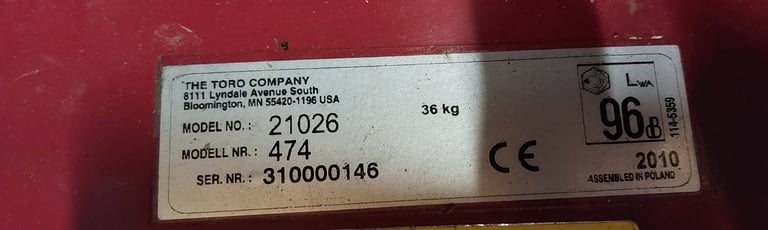 THE TORO COMPANY
8111 Lyndale Avenue South
Bloomington, MN 55420-1196 USA
MODEL NO.: 21026
36 kg
MODELL NR.: 474
SER. NR.: 310000146
CE
LWA
96dB
114-5359
2010
ASSEMBLED IN POLAND